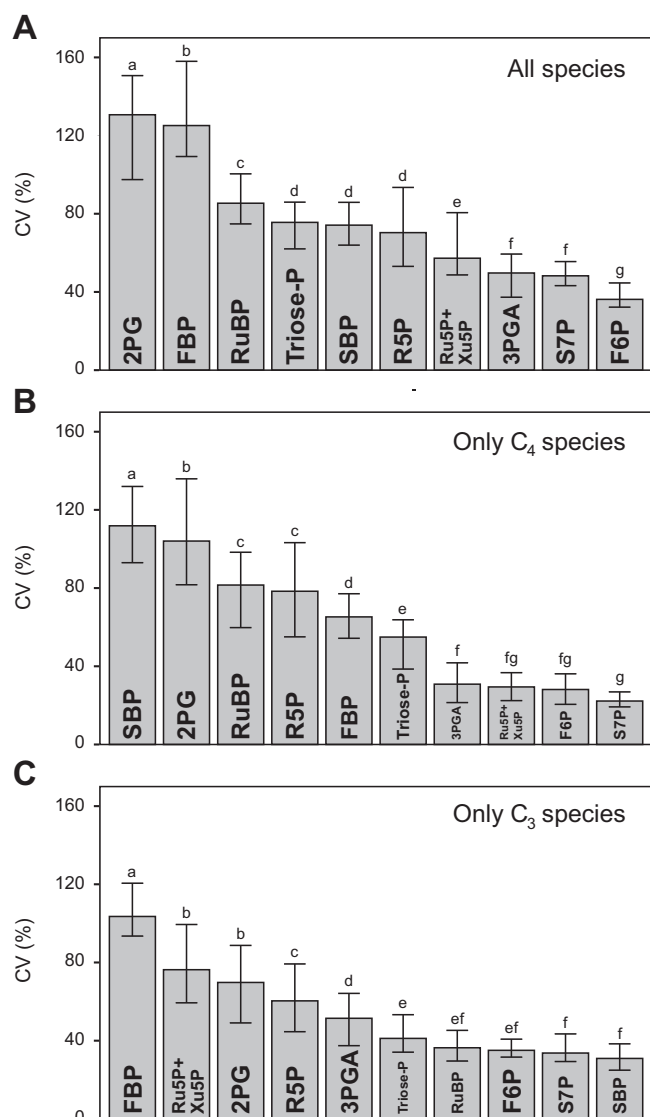 A
160
120
80
40
0
CV (%)
All species
a
b
c
d
d
d
e
f
f
g
2PG
FBP
RuBP
Triose-P
SBP
R5P
Ru5P+
Xu5P
3PGA
S7P
F6P
B
160
120
80
40
0
CV (%)
Only C₄ species
a
b
c
c
d
e
f
fg
fg
g
SBP
2PG
RuBP
R5P
FBP
Triose-P
3PGA
Ru5P+
Xu5P
F6P
S7P
C
160
120
80
40
0
CV (%)
Only C₃ species
a
b
b
c
d
e
ef
ef
f
f
FBP
Ru5P+
Xu5P
2PG
R5P
3PGA
Triose-P
RuBP
F6P
S7P
SBP